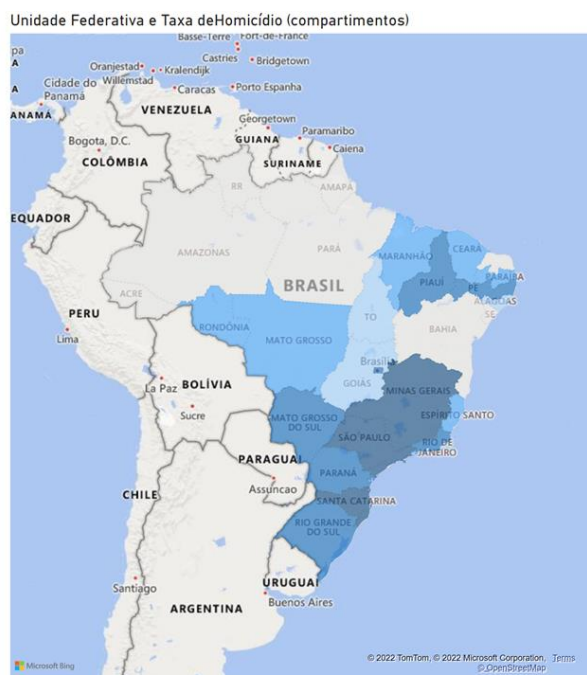 Unidade Federativa e Taxa deHomicídio (compartimentos)
Basse-Terre
Fort-de-France
Castries
Bridgetown
pa
A
Oranjestad
Kralendijk
Willemstad
Cidade do
Panamá
A
ANAMÁ
Caracas
Porto Espanha
VENEZUELA
Georgetown
Paramaribo
GUIANA
Caiena
Bogota, D.C.
COLÔMBIA
SURINAME
RR
AMAPÁ
EQUADOR
AMAZONAS
PARÁ
MARANHÃO
CEARÁ
BRASIL
PIAUÍ
PARAÍBA
PE
ALAGOAS
SE
ACRE
PERU
RONDÔNIA
TO
BAHIA
Lima
MATO GROSSO
Brasília
BOLÍVIA
GOIÁS
La Paz
MINAS GERAIS
Sucre
MATO GROSSO
DO SUL
ESPÍRITO SANTO
SÃO PAULO
RIO DE
JANEIRO
PARAGUAI
PARANÁ
Assuncao
CHILE
SANTA CATARINA
RIO GRANDE
DO SUL
URUGUAI
Santiago
Buenos Aires
ARGENTINA
Microsoft Bing
© 2022 TomTom, © 2022 Microsoft Corporation, Terms
© OpenStreetMap